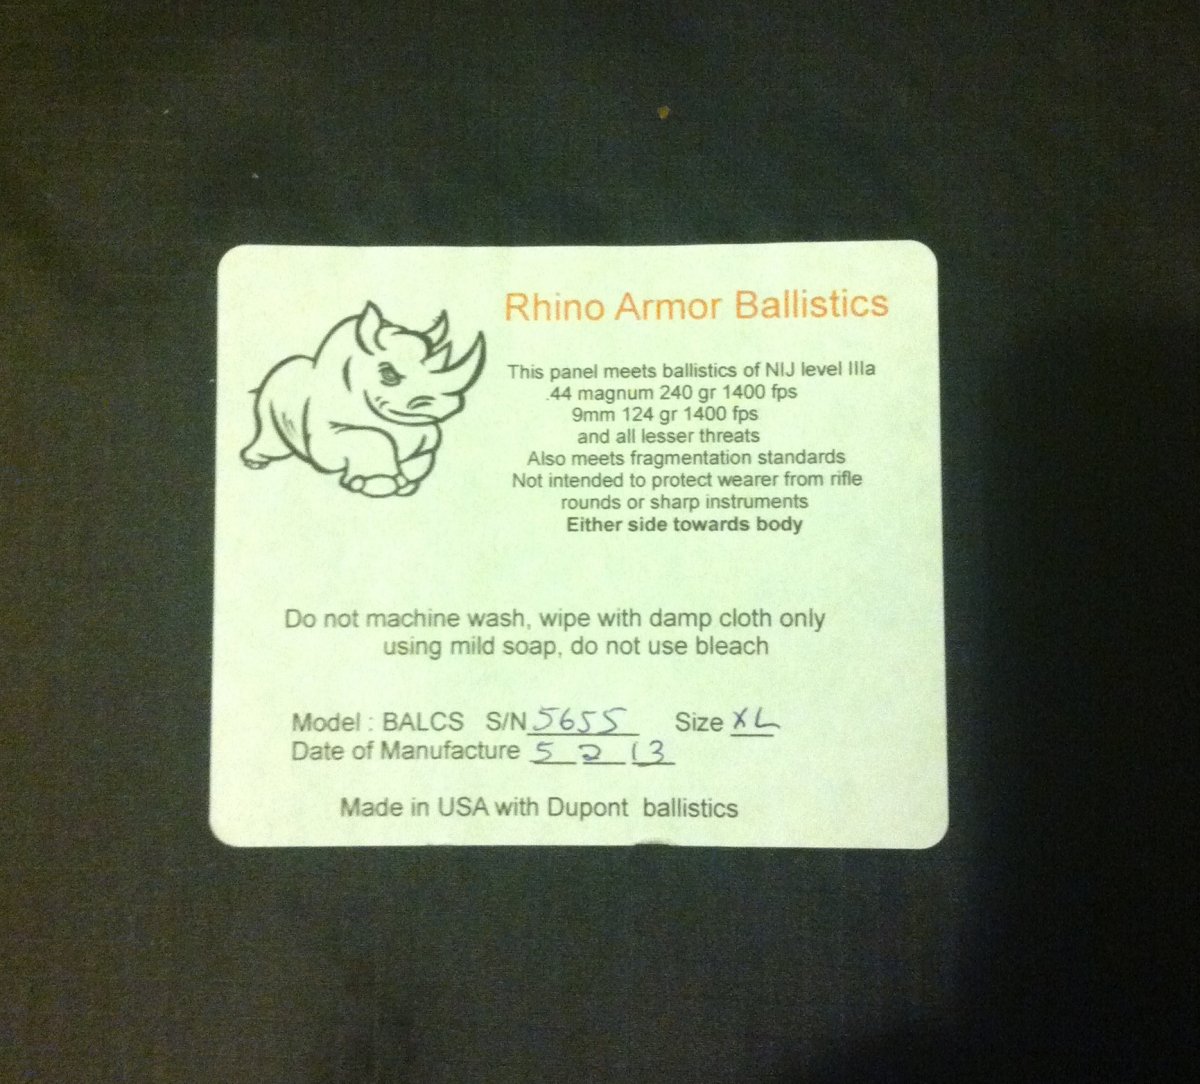 Rhino Armor Ballistics
This panel meets ballistics of NIJ level IIIa
.44 magnum 240 gr 1400 fps
9mm 124 gr 1400 fps
and all lesser threats
Also meets fragmentation standards
Not intended to protect wearer from rifle
rounds or sharp instruments
Either side towards body
Do not machine wash, wipe with damp cloth only
using mild soap, do not use bleach
Model : BALCS S/N 5655 Size XL
Date of Manufacture 5 2 13
Made in USA with Dupont ballistics